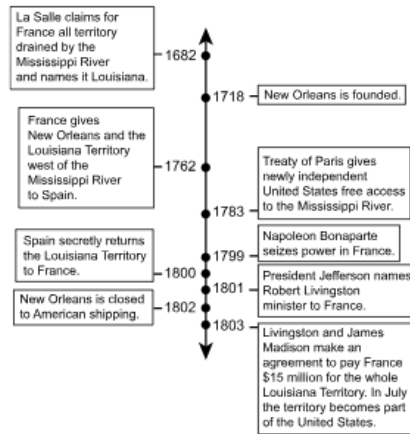 La Salle claims for
France all territory
drained by the
Mississippi River
and names it Louisiana.
1682
1718
New Orleans is founded.
France gives
New Orleans and the
Louisiana Territory
west of the
Mississippi River
to Spain.
1762
Treaty of Paris gives
newly independent
United States free access
to the Mississippi River.
1783
Napoleon Bonaparte
seizes power in France.
1799
Spain secretly returns
the Louisiana Territory
to France.
1800
1801
President Jefferson names
Robert Livingston
minister to France.
New Orleans is closed
to American shipping.
1802
1803
Livingston and James
Madison make an
agreement to pay France
$15 million for the whole
Louisiana Territory. In July
the territory becomes part
of the United States.